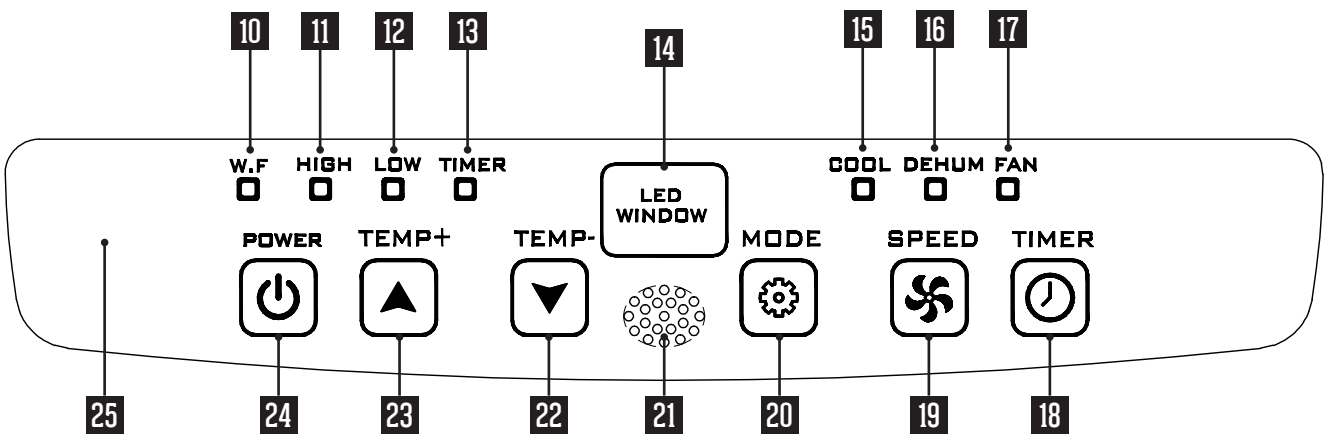 10 11 12 13 14 15 16 17
W.F HIGH LOW TIMER
COOL DEHUM FAN
LED
WINDOW
POWER TEMP+ TEMP- MODE SPEED TIMER
25 24 23 22 21 20 19 18